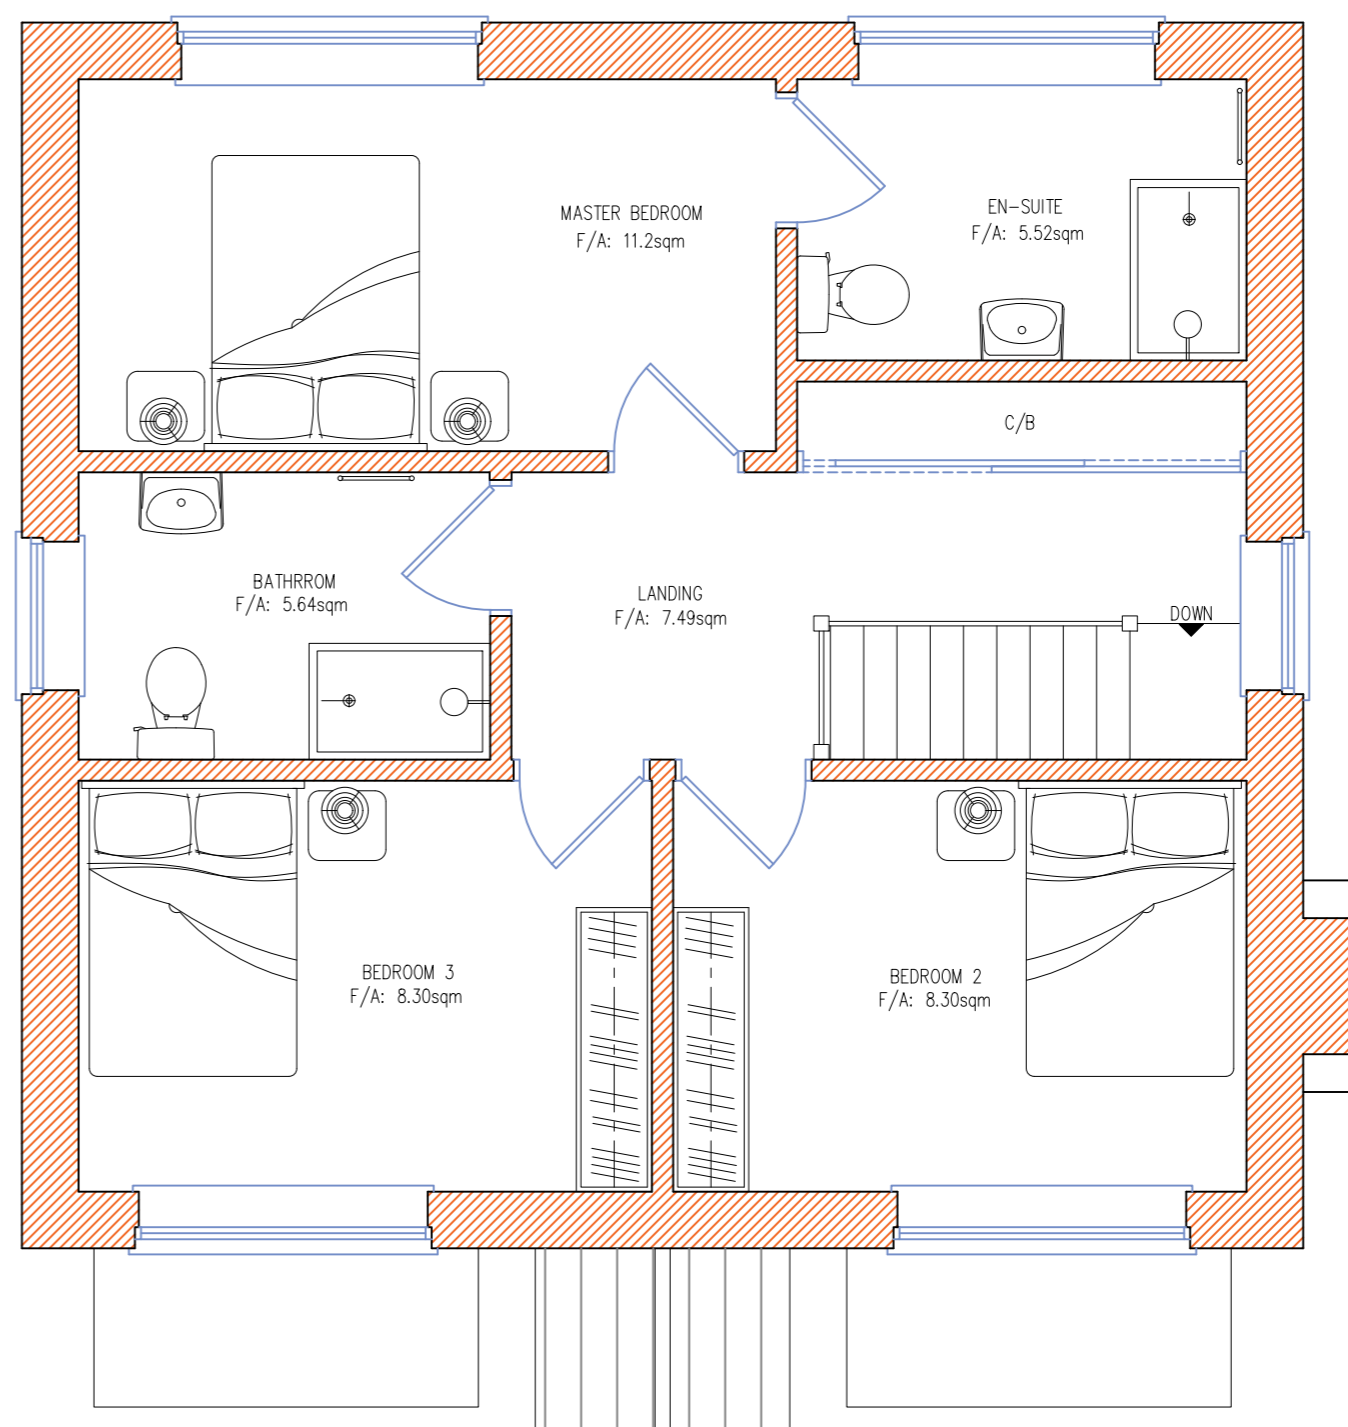 MASTER BEDROOM
F/A: 11.2sqm
EN-SUITE
F/A: 5.52sqm
C/B
BATHRROM
F/A: 5.64sqm
LANDING
F/A: 7.49sqm
DOWN
BEDROOM 3
F/A: 8.30sqm
BEDROOM 2
F/A: 8.30sqm